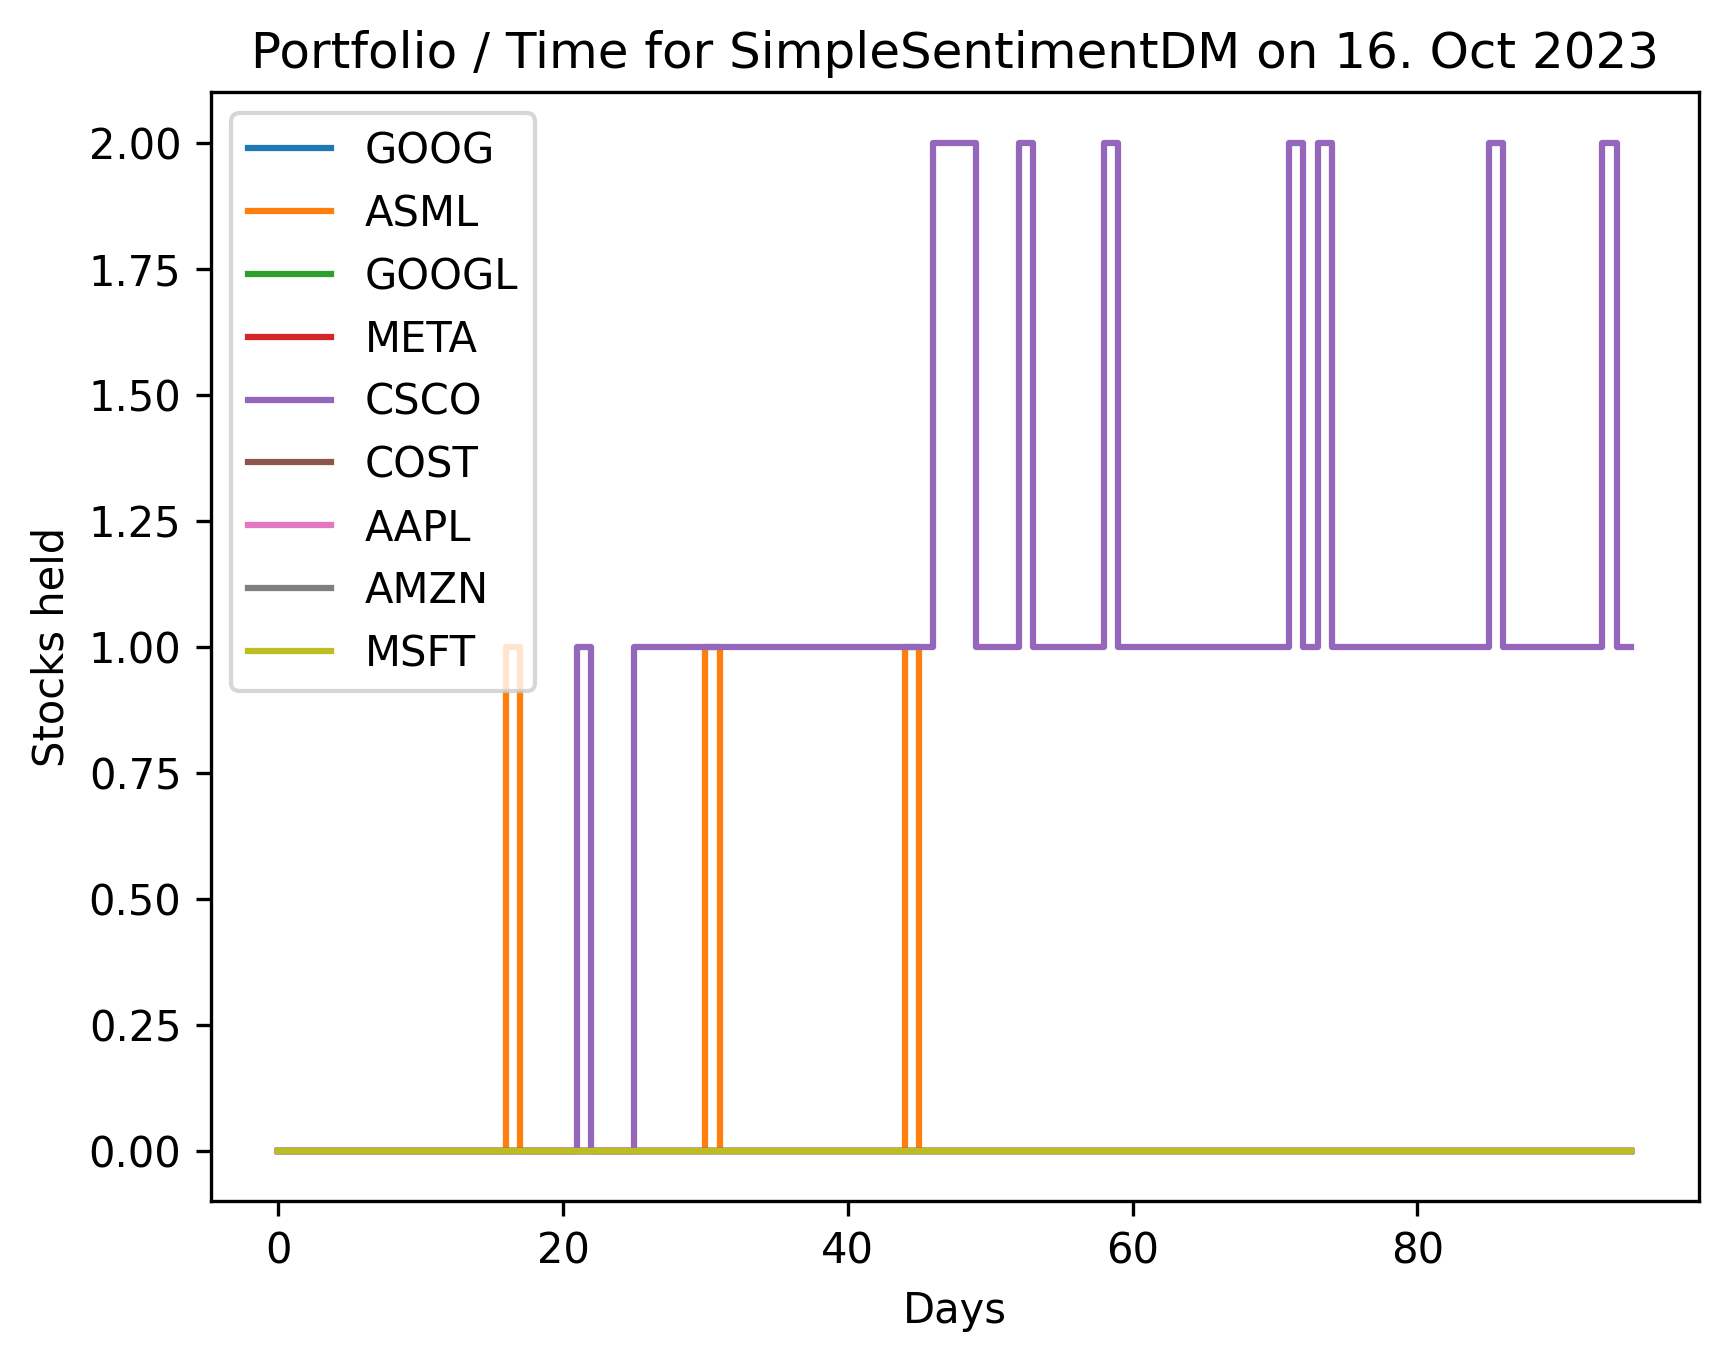 Portfolio / Time for SimpleSentimentDM on 16. Oct 2023
GOOG
ASML
GOOGL
META
CSCO
COST
AAPL
AMZN
MSFT
Stocks held
2.00
1.75
1.50
1.25
1.00
0.75
0.50
0.25
0.00
0
20
40
60
80
Days